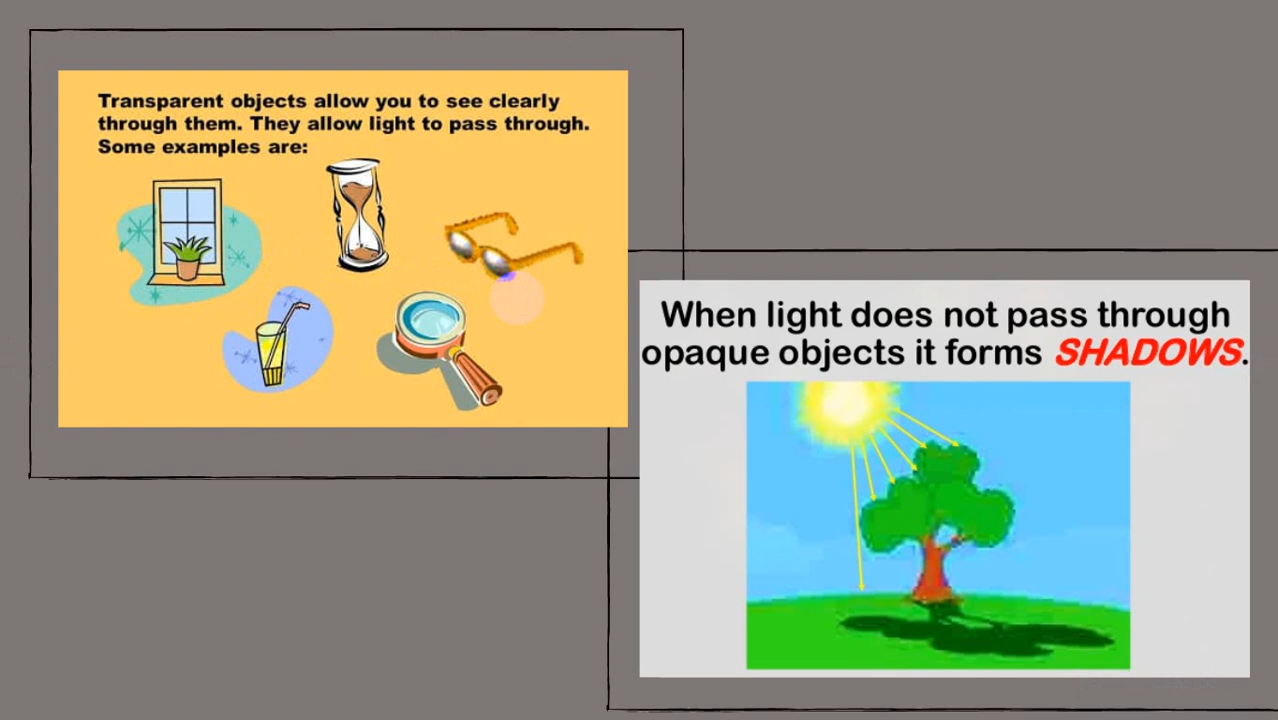 Transparent objects allow you to see clearly
through them. They allow light to pass through.
Some examples are:
When light does not pass through
opaque objects it forms SHADOWS.